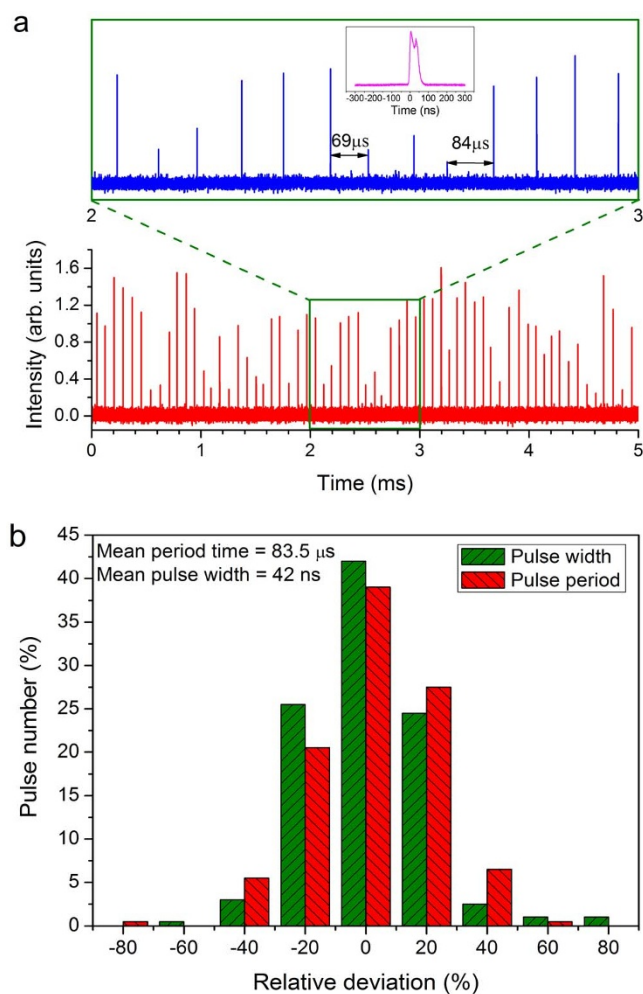 a
-300-200-100 0 100 200 300
Time (ns)
69μs
84μs
2 3
1.6
1.2
0.8
0.4
0.0
Intensity (arb. units)
0 1 2 3 4 5
Time (ms)
b
45
40
35
30
25
20
15
10
5
0
Pulse number (%)
Mean period time = 83.5 μs
Mean pulse width = 42 ns
Pulse width
Pulse period
-80 -60 -40 -20 0 20 40 60 80
Relative deviation (%)